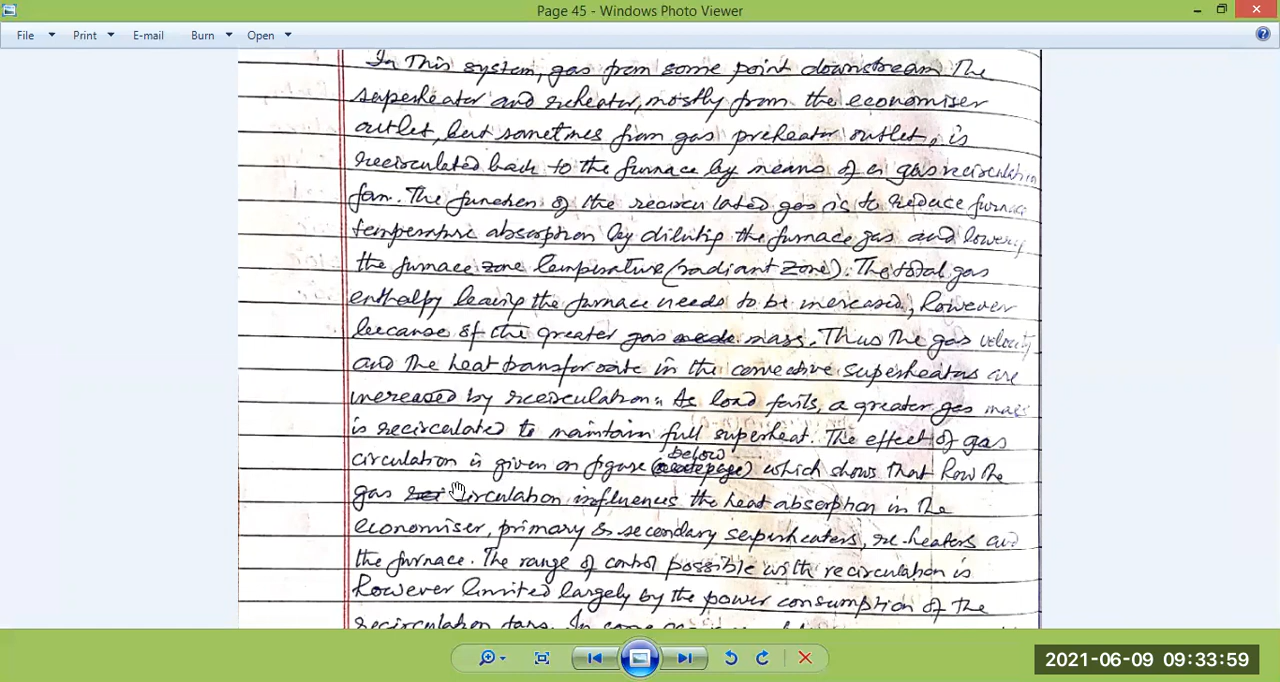 Page 45 - Windows Photo Viewer
File Print E-mail Burn Open
In This system, gas from some point downstream The
superheater and reheater, mostly from the economiser
outlet, but sometimes from gas preheater outlet, is
recirculated back to the furnace by means of a gas recirculation
fan. The function of the recirculated gas is to reduce furnace
temperature absorption by diluting the furnace gas and lowering
the furnace zone temperature (radiant zone). The total gas
enthalpy leaving the furnace needs to be increased, however
because of the greater gas mass. Thus the gas velocity
and the heat transfer rate in the convective superheaters are
increased by recirculation. As load falls, a greater gas mass
is recirculated to maintain full superheat. The effect of gas
below
circulation is given on figure ( ) which shows that how the
gas circulation influences the heat absorption in the
economiser, primary & secondary superheaters, re-heaters and
the furnace. The range of control possible with recirculation is
however limited largely by the power consumption of the
recirculation fans. In some
2021-06-09 09:33:59